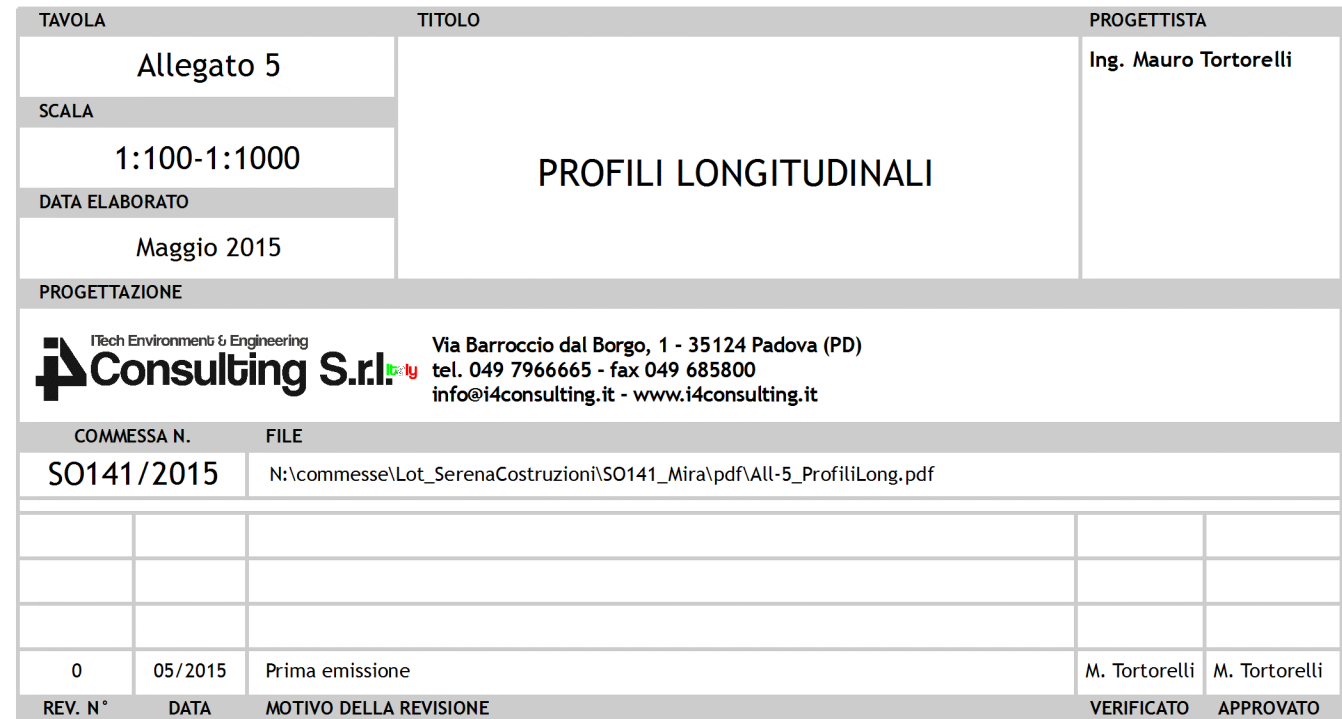 TAVOLA
Allegato 5
SCALA
1:100-1:1000
DATA ELABORATO
Maggio 2015
TITOLO
PROFILI LONGITUDINALI
PROGETTISTA
Ing. Mauro Tortorelli
PROGETTAZIONE
ITech Environment & Engineering
i4 Consulting S.r.l. Italy
Via Barroccio dal Borgo, 1 - 35124 Padova (PD)
tel. 049 7966665 - fax 049 685800
info@i4consulting.it - www.i4consulting.it
COMMESSA N. FILE
SO141/2015 N:\commesse\Lot_SerenaCostruzioni\SO141_Mira\pdf\All-5_ProfiliLong.pdf
0 05/2015 Prima emissione M. Tortorelli M. Tortorelli
REV. N° DATA MOTIVO DELLA REVISIONE VERIFICATO APPROVATO